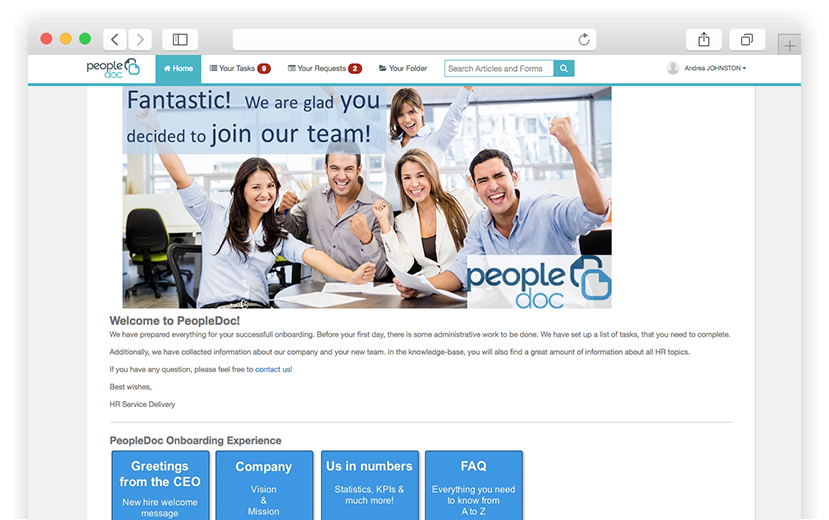 people doc
Home
Your Tasks 9
Your Requests 2
Your Folder
Search Articles and Forms
Andrea JOHNSTON
Fantastic! We are glad you
decided to join our team!
people
doc
Welcome to PeopleDoc!
We have prepared everything for your successfull onboarding. Before your first day, there is some administrative work to be done. We have set up a list of tasks, that you need to complete.
Additionally, we have collected information about our company and your new team. In the knowledge-base, you will also find a great amount of information about all HR topics.
If you have any question, please feel free to contact us!
Best wishes,
HR Service Delivery
PeopleDoc Onboarding Experience
Greetings
from the CEO
New hire welcome
message
Company
Vision
&
Mission
Us in numbers
Statistics, KPIs &
much more!
FAQ
Everything you need
to know from
A to Z